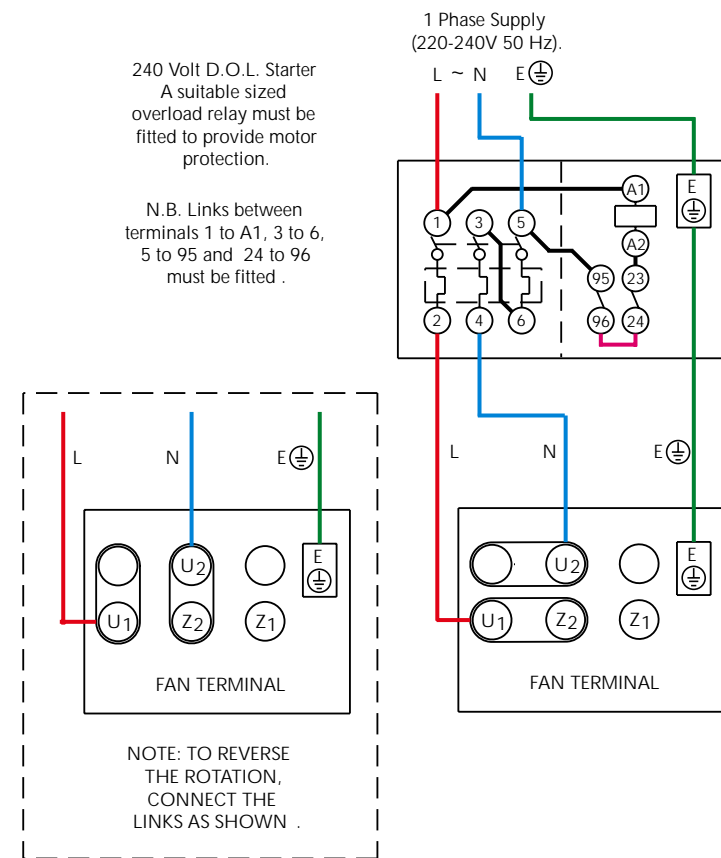 1 Phase Supply
(220-240V 50 Hz).
L ~ N E
240 Volt D.O.L. Starter
A suitable sized
overload relay must be
fitted to provide motor
protection.
N.B. Links between
terminals 1 to A1, 3 to 6,
5 to 95 and 24 to 96
must be fitted .
A1 E
1 3 5
A2
95 23
2 4 6 96 24
L N E
L N E
U2 E
U1 Z2 Z1
FAN TERMINAL
U2 E
U1 Z2 Z1
FAN TERMINAL
NOTE: TO REVERSE
THE ROTATION,
CONNECT THE
LINKS AS SHOWN .